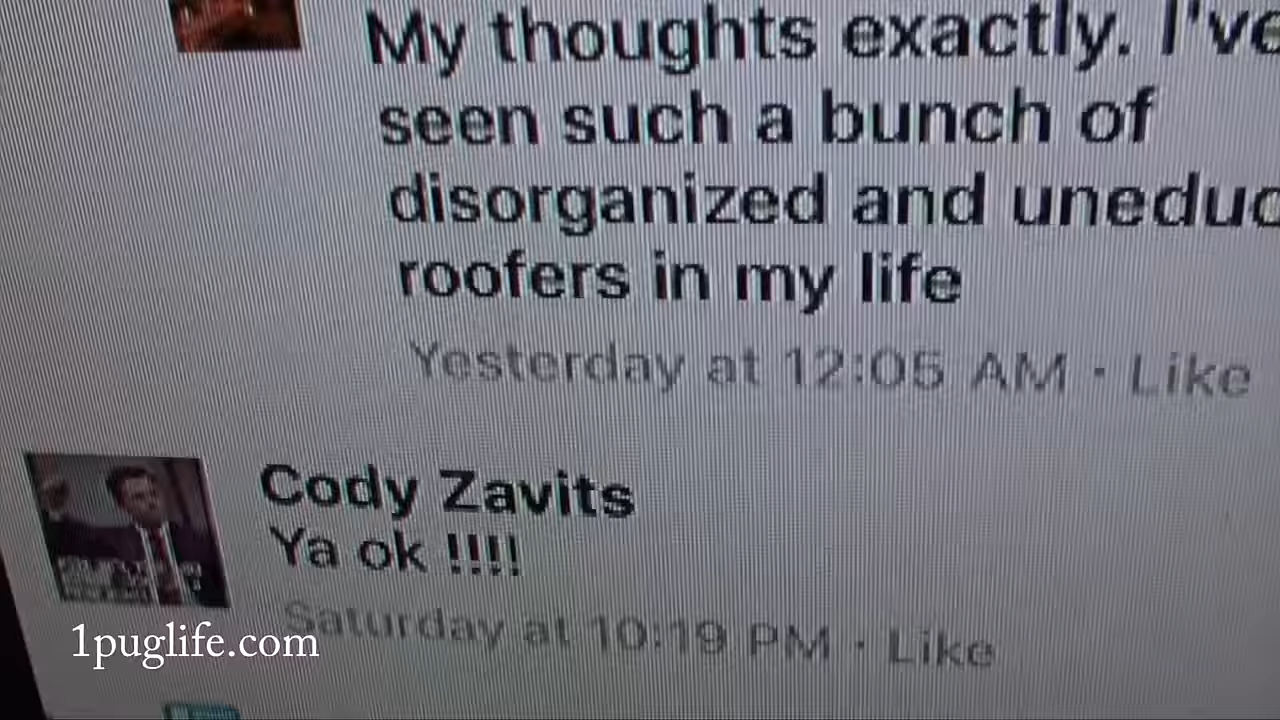 My thoughts exactly. I've
seen such a bunch of
disorganized and uneduc
roofers in my life
Yesterday at 12:05 AM · Like
Cody Zavits
Ya ok !!!!
Saturday at 10:19 PM · Like
1puglife.com